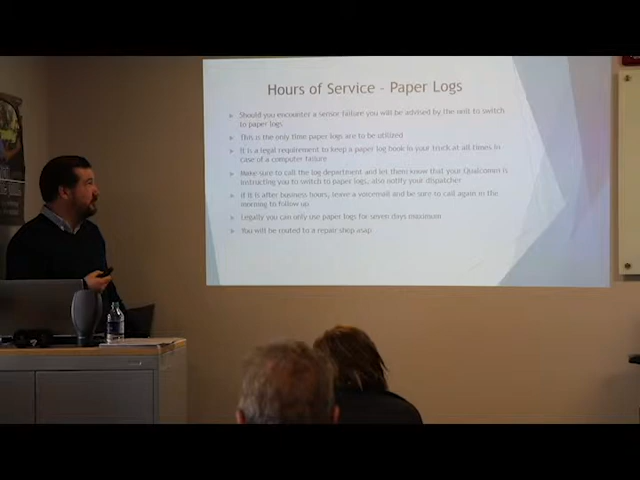 Hours of Service - Paper Logs
Should you encounter a sensor failure you will be advised by the unit to switch
to paper logs
This is the only time paper logs are to be utilized
It is a legal requirement to keep a paper log book in your truck at all times in
case of a computer failure
Make sure to call the log department and let them know that your Qualcomm is
instructing you to switch to paper logs, also notify your dispatcher
If it is after business hours, leave a voicemail and be sure to call again in the
morning to follow up
Legally you can only use paper logs for seven days maximum
You will be routed to a repair shop asap